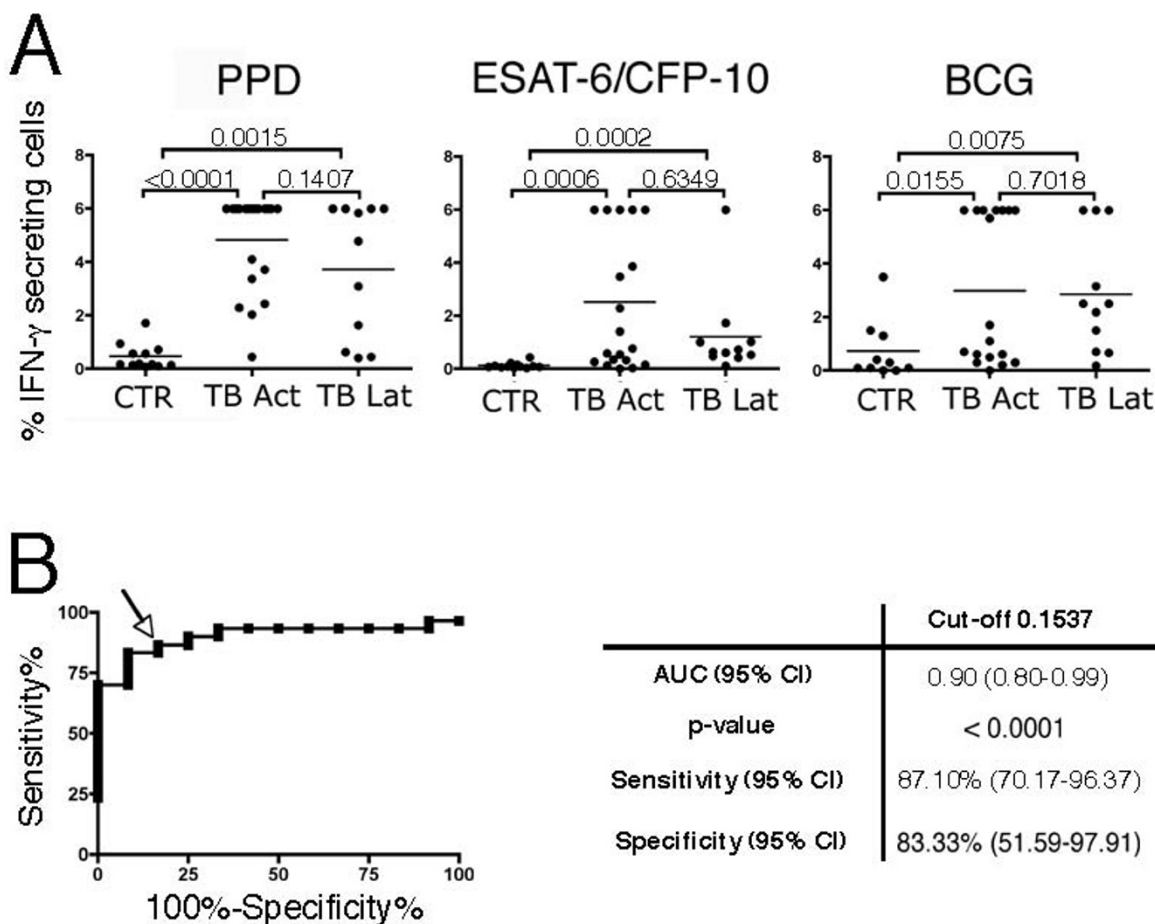 A
PPD
ESAT-6/CFP-10
BCG
% IFN-γ secreting cells
0.0015
<0.0001
0.1407
8
6
4
2
0
CTR
TB Act
TB Lat
0.0002
0.0006
0.6349
8
6
4
2
0
CTR
TB Act
TB Lat
0.0075
0.0155
0.7018
8
6
4
2
0
CTR
TB Act
TB Lat
B
Sensitivity%
100
75
50
25
0
0 25 50 75 100
100%-Specificity%
Cut-off 0.1537
AUC (95% CI) 0.90 (0.80-0.99)
p-value < 0.0001
Sensitivity (95% CI) 87.10% (70.17-96.37)
Specificity (95% CI) 83.33% (51.59-97.91)